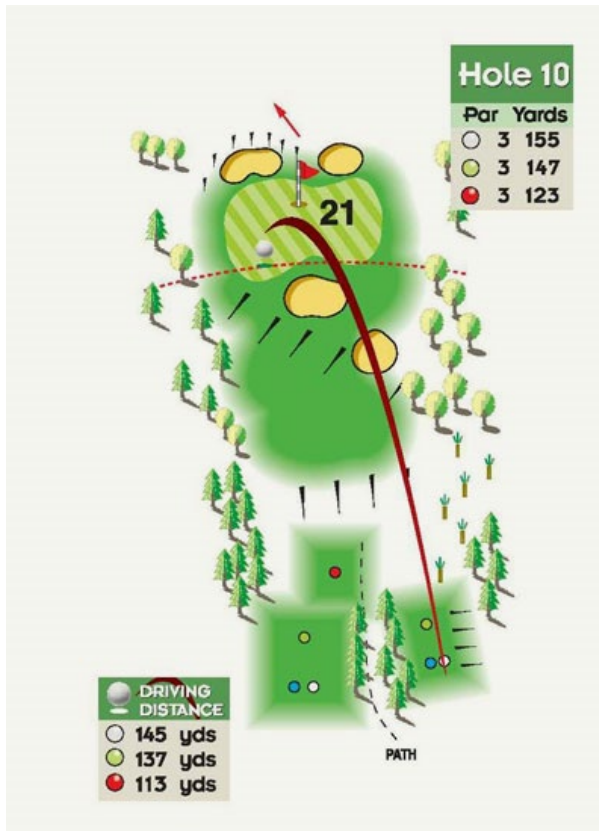 Hole 10
Par Yards
3 155
3 147
3 123
21
DRIVING
DISTANCE
145 yds
137 yds
113 yds
PATH